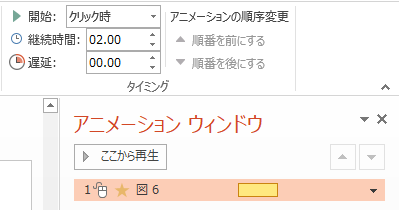 開始: クリック時
アニメーションの順序変更
継続時間: 02.00
順番を前にする
遅延: 00.00
順番を後にする
タイミング
アニメーション ウィンドウ
ここから再生
1 図 6